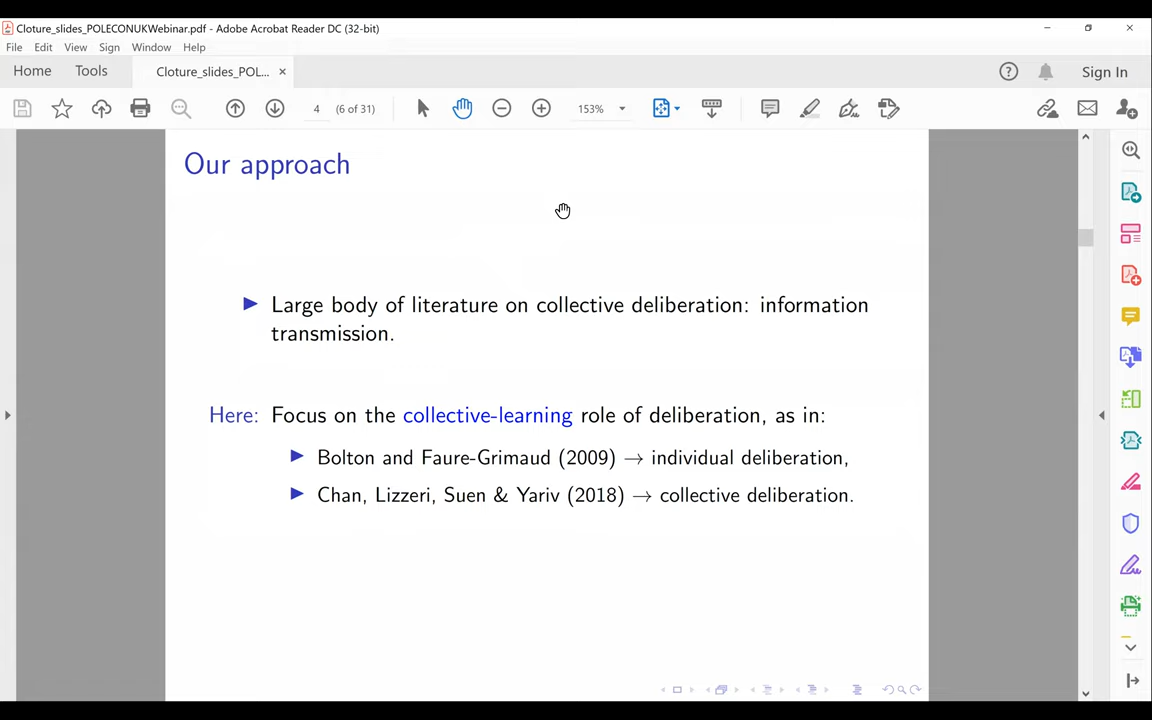 Cloture_slides_POLECONUKWebinar.pdf - Adobe Acrobat Reader DC (32-bit)
File Edit View Sign Window Help
Home Tools Cloture_slides_POL... ×
Sign In
4 (6 of 31) 153%
Our approach
Large body of literature on collective deliberation: information
transmission.
Here: Focus on the collective-learning role of deliberation, as in:
Bolton and Faure-Grimaud (2009) → individual deliberation,
Chan, Lizzeri, Suen & Yariv (2018) → collective deliberation.